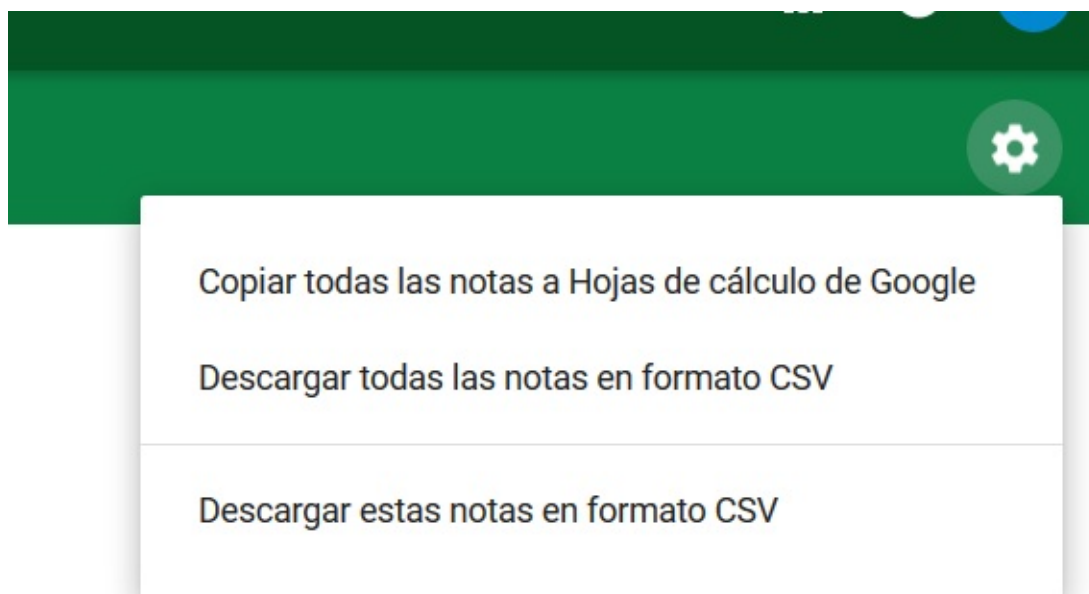 Copiar todas las notas a Hojas de cálculo de Google
Descargar todas las notas en formato CSV
Descargar estas notas en formato CSV